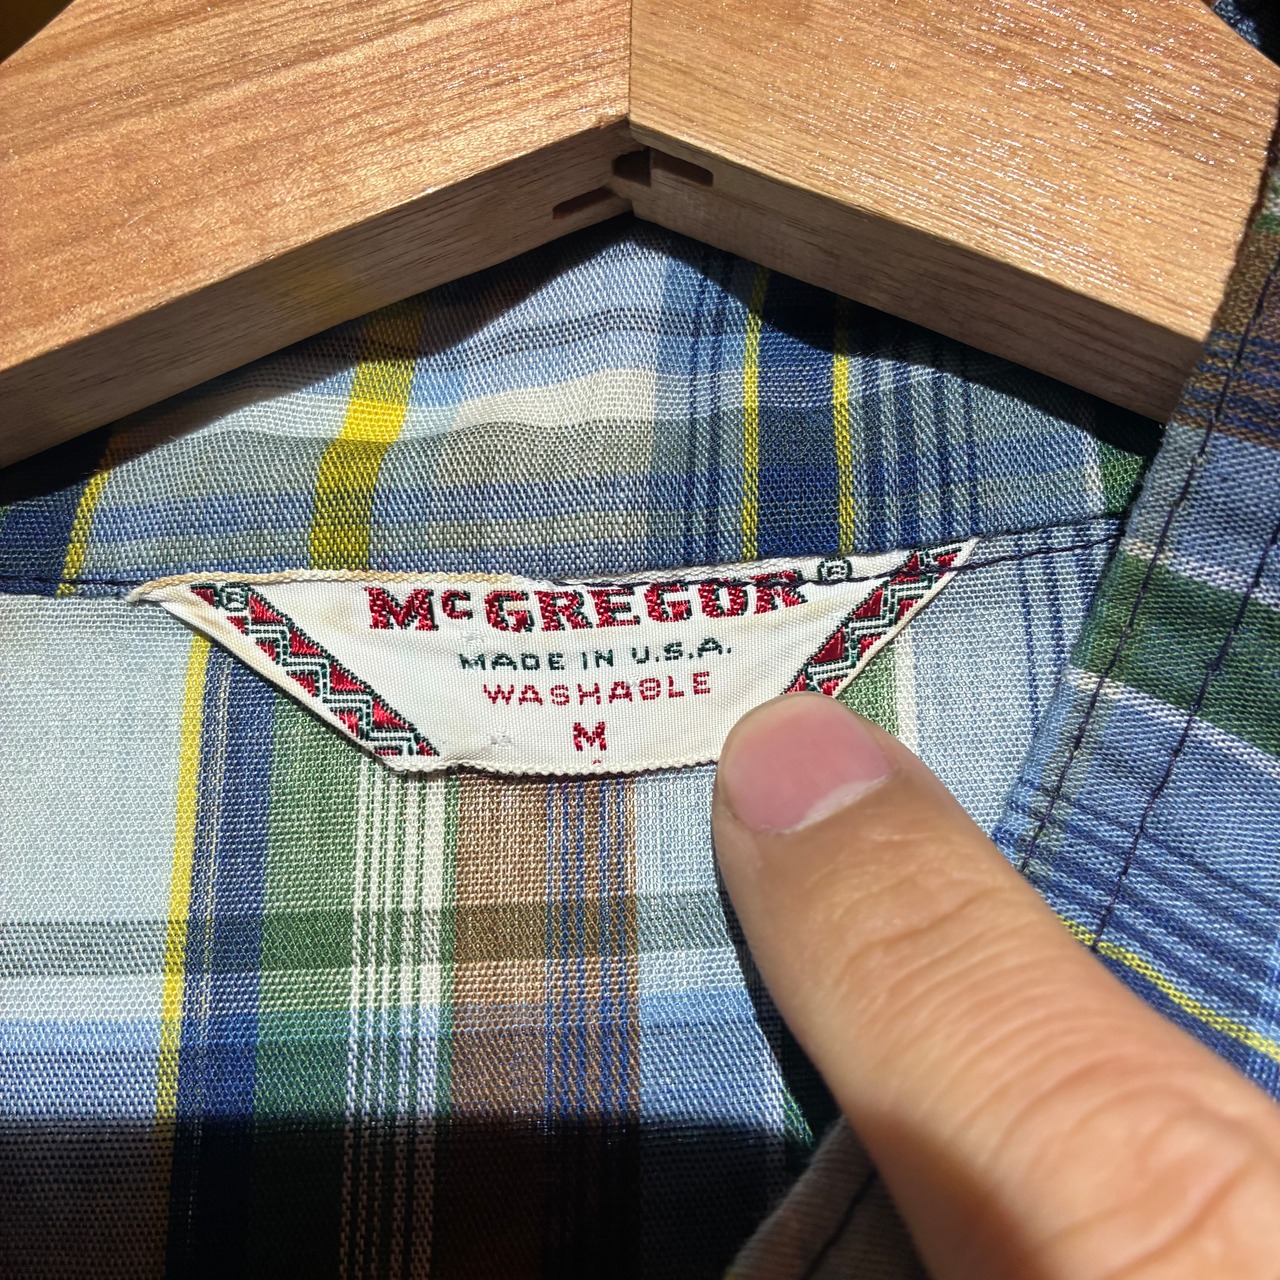 McGREGOR ®
MADE IN U.S.A.
WASHABLE
M